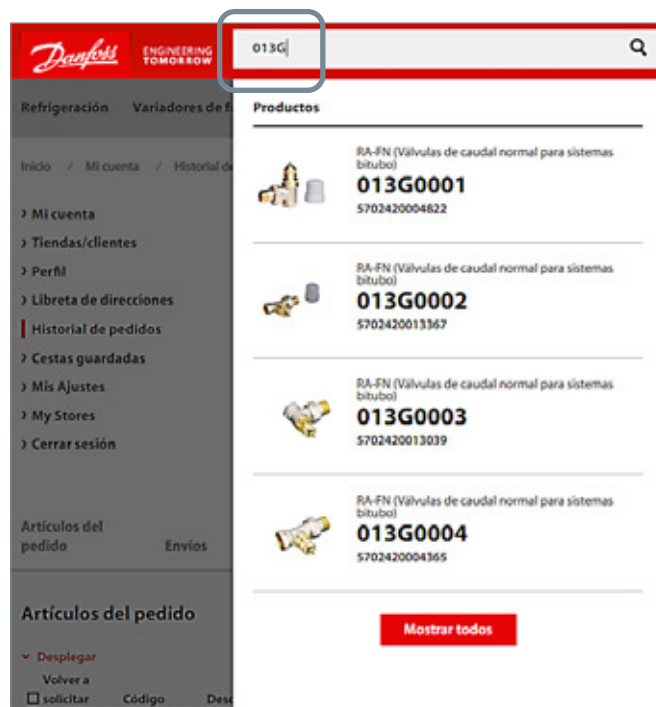 Danfoss
ENGINEERING
TOMORROW
013G
Refrigeración Variadores de f
Inicio / Mi cuenta / Historial de
› Mi cuenta
› Tiendas/clientes
› Perfil
› Libreta de direcciones
Historial de pedidos
› Cestas guardadas
› Mis Ajustes
› My Stores
› Cerrar sesión
Artículos del
pedido Envíos
Artículos del pedido
Desplegar
Volver a
solicitar Código Desc
Productos
RA-FN (Válvulas de caudal normal para sistemas
bitubo)
013G0001
5702420004822
RA-FN (Válvulas de caudal normal para sistemas
bitubo)
013G0002
5702420013367
RA-FN (Válvulas de caudal normal para sistemas
bitubo)
013G0003
5702420013039
RA-FN (Válvulas de caudal normal para sistemas
bitubo)
013G0004
5702420004365
Mostrar todos